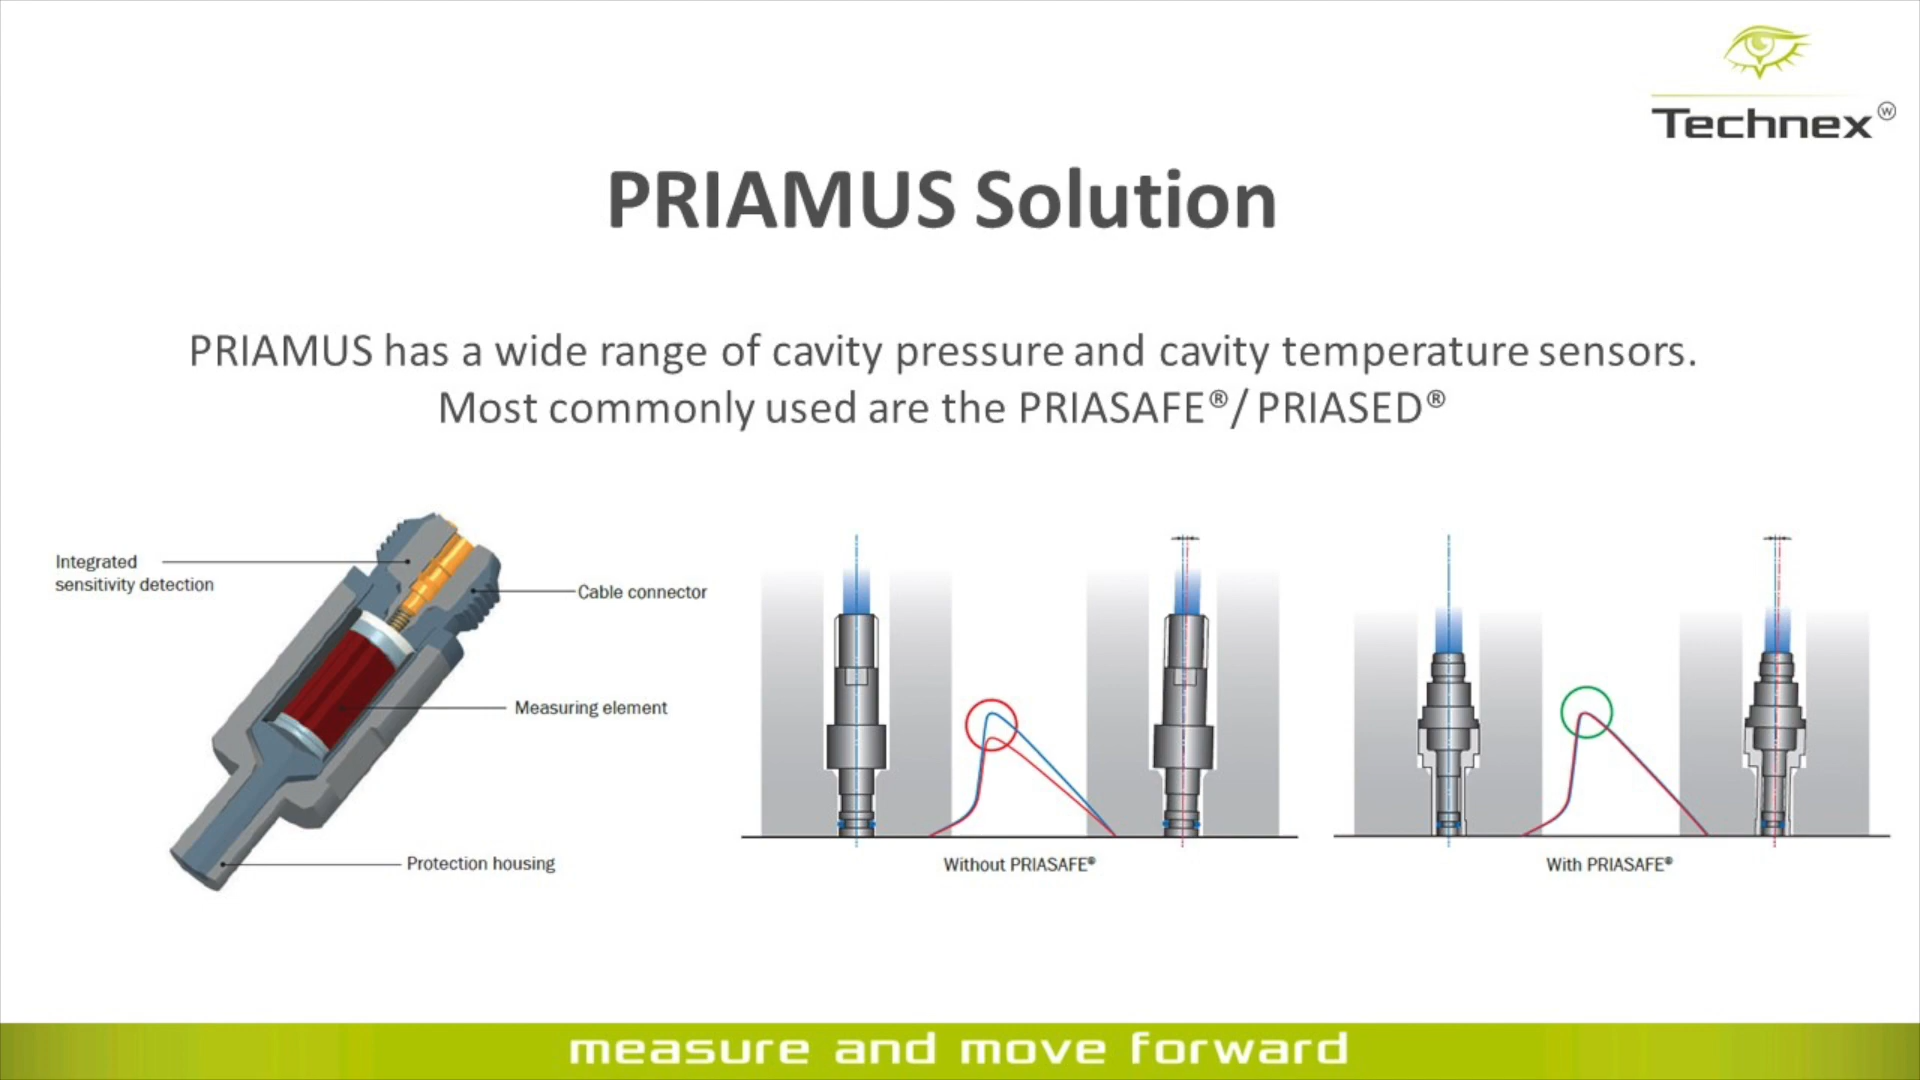 Technex Ⓦ
PRIAMUS Solution
PRIAMUS has a wide range of cavity pressure and cavity temperature sensors.
Most commonly used are the PRIASAFE®/ PRIASED®
Integrated
sensitivity detection
Cable connector
Measuring element
Protection housing
Without PRIASAFE®
With PRIASAFE®
measure and move forward